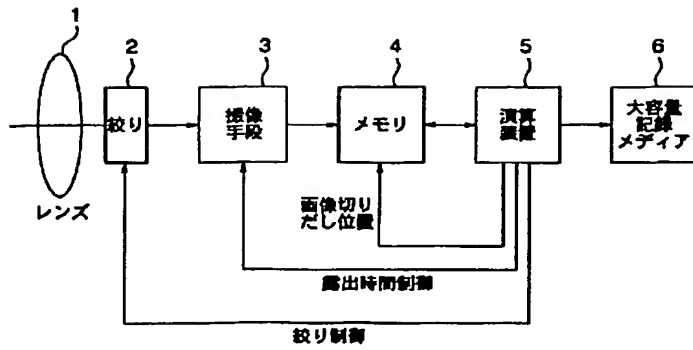 1
2
3
4
5
6
レンズ
絞り
撮像
手段
メモリ
演算
装置
大容量
記録
メディア
画像切り
だし位置
露出時間制御
絞り制御